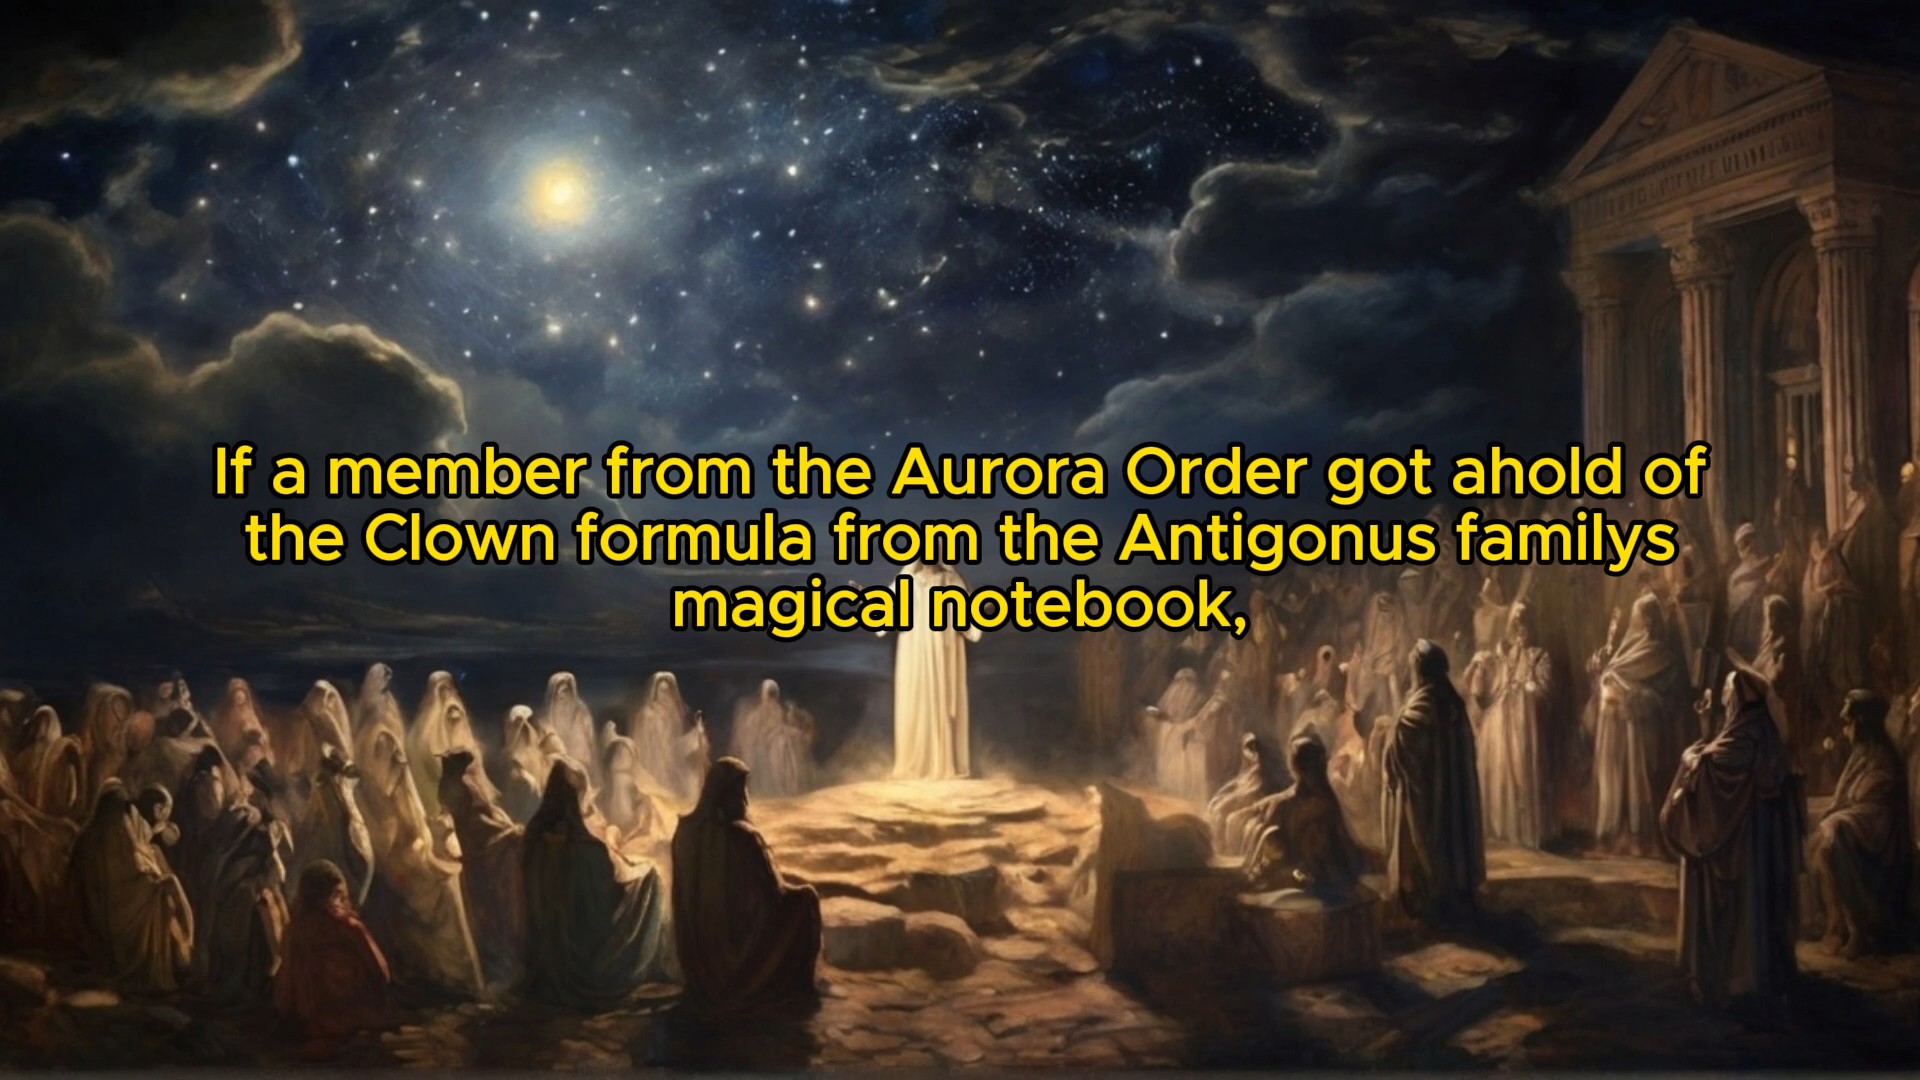 If a member from the Aurora Order got ahold of
the Clown formula from the Antigonus familys
magical notebook,